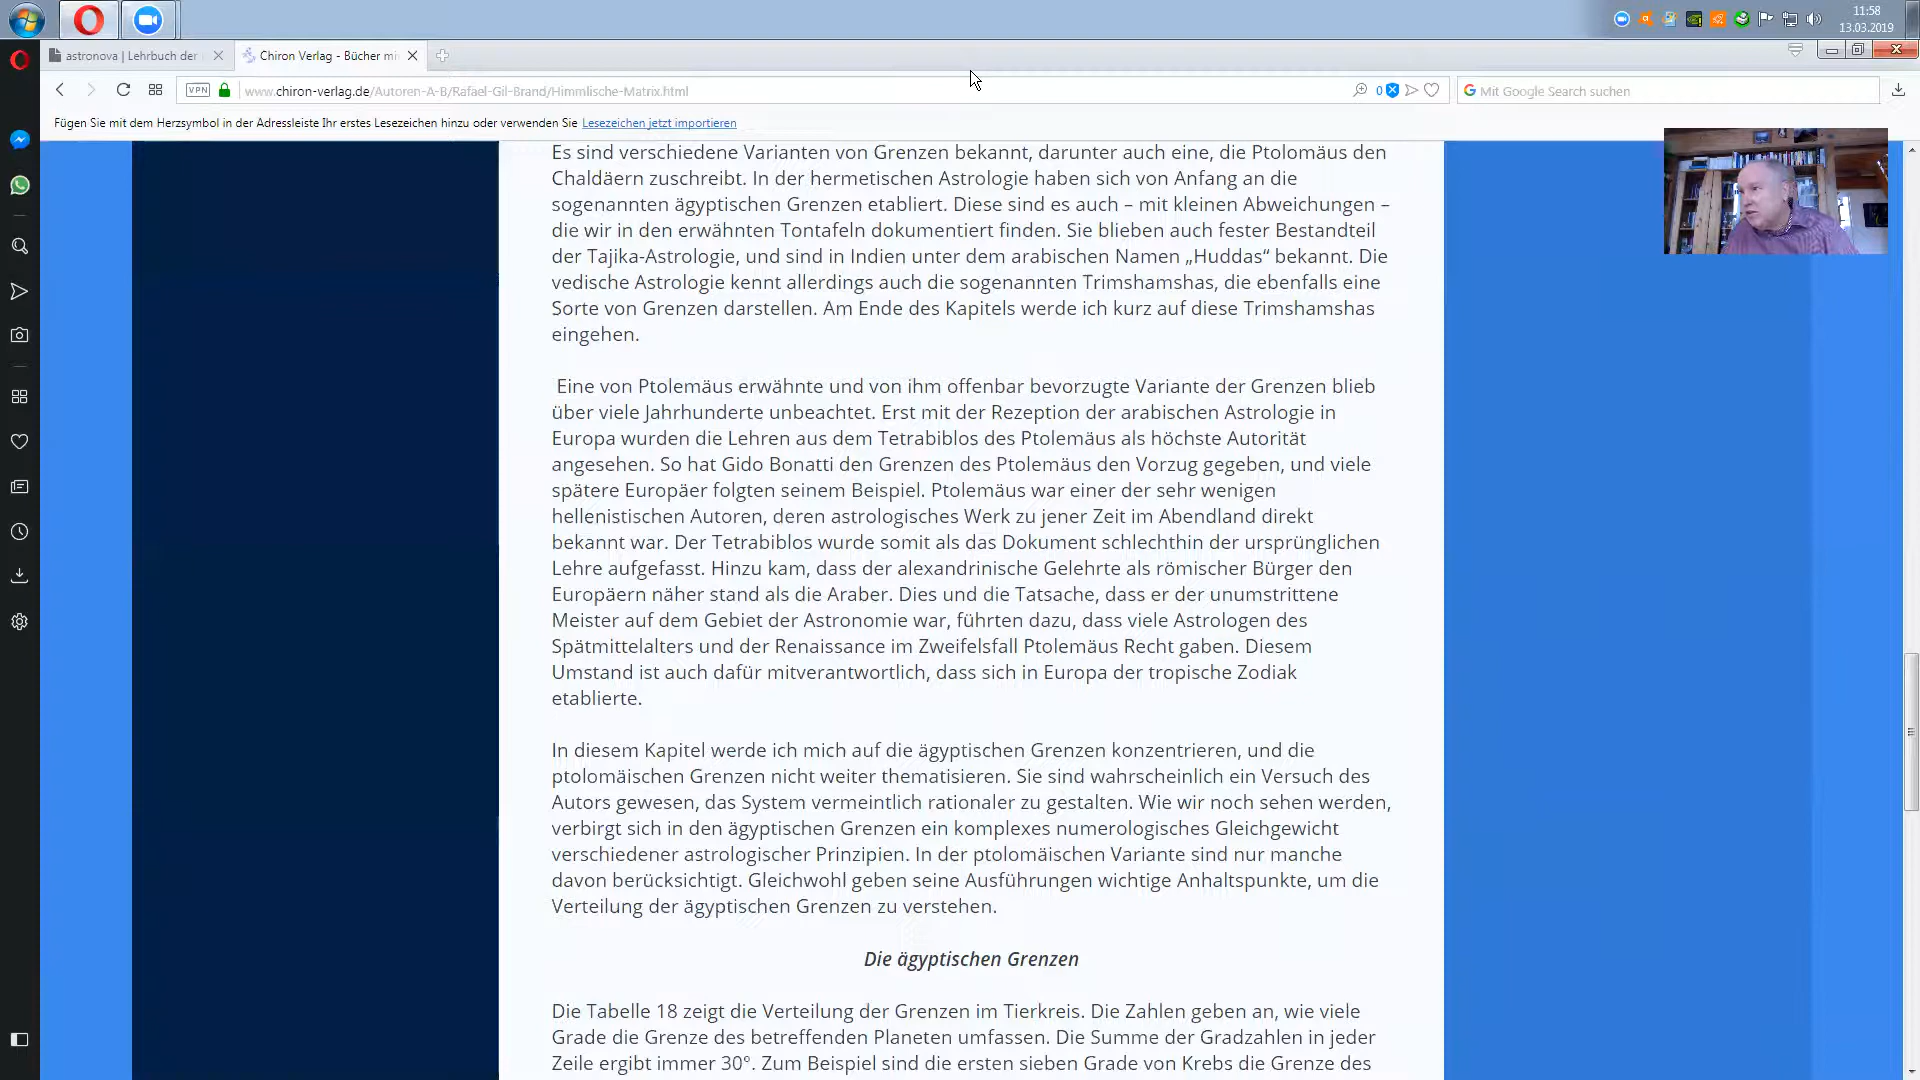 11:58
13.03.2019
astronova | Lehrbuch der
Chiron Verlag - Bücher mi
VPN
www.chiron-verlag.de/Autoren-A-B/Rafael-Gil-Brand/Himmlische-Matrix.html
0
Mit Google Search suchen
Fügen Sie mit dem Herzsymbol in der Adressleiste Ihr erstes Lesezeichen hinzu oder verwenden Sie Lesezeichen jetzt importieren
Es sind verschiedene Varianten von Grenzen bekannt, darunter auch eine, die Ptolomäus den
Chaldäern zuschreibt. In der hermetischen Astrologie haben sich von Anfang an die
sogenannten ägyptischen Grenzen etabliert. Diese sind es auch – mit kleinen Abweichungen –
die wir in den erwähnten Tontafeln dokumentiert finden. Sie blieben auch fester Bestandteil
der Tajika-Astrologie, und sind in Indien unter dem arabischen Namen „Huddas“ bekannt. Die
vedische Astrologie kennt allerdings auch die sogenannten Trimshamshas, die ebenfalls eine
Sorte von Grenzen darstellen. Am Ende des Kapitels werde ich kurz auf diese Trimshamshas
eingehen.
Eine von Ptolemäus erwähnte und von ihm offenbar bevorzugte Variante der Grenzen blieb
über viele Jahrhunderte unbeachtet. Erst mit der Rezeption der arabischen Astrologie in
Europa wurden die Lehren aus dem Tetrabiblos des Ptolemäus als höchste Autorität
angesehen. So hat Gido Bonatti den Grenzen des Ptolemäus den Vorzug gegeben, und viele
spätere Europäer folgten seinem Beispiel. Ptolemäus war einer der sehr wenigen
hellenistischen Autoren, deren astrologisches Werk zu jener Zeit im Abendland direkt
bekannt war. Der Tetrabiblos wurde somit als das Dokument schlechthin der ursprünglichen
Lehre aufgefasst. Hinzu kam, dass der alexandrinische Gelehrte als römischer Bürger den
Europäern näher stand als die Araber. Dies und die Tatsache, dass er der unumstrittene
Meister auf dem Gebiet der Astronomie war, führten dazu, dass viele Astrologen des
Spätmittelalters und der Renaissance im Zweifelsfall Ptolemäus Recht gaben. Diesem
Umstand ist auch dafür mitverantwortlich, dass sich in Europa der tropische Zodiak
etablierte.
In diesem Kapitel werde ich mich auf die ägyptischen Grenzen konzentrieren, und die
ptolomäischen Grenzen nicht weiter thematisieren. Sie sind wahrscheinlich ein Versuch des
Autors gewesen, das System vermeintlich rationaler zu gestalten. Wie wir noch sehen werden,
verbirgt sich in den ägyptischen Grenzen ein komplexes numerologisches Gleichgewicht
verschiedener astrologischer Prinzipien. In der ptolomäischen Variante sind nur manche
davon berücksichtigt. Gleichwohl geben seine Ausführungen wichtige Anhaltspunkte, um die
Verteilung der ägyptischen Grenzen zu verstehen.
Die ägyptischen Grenzen
Die Tabelle 18 zeigt die Verteilung der Grenzen im Tierkreis. Die Zahlen geben an, wie viele
Grade die Grenze des betreffenden Planeten umfassen. Die Summe der Gradzahlen in jeder
Zeile ergibt immer 30°. Zum Beispiel sind die ersten sieben Grade von Krebs die Grenze des